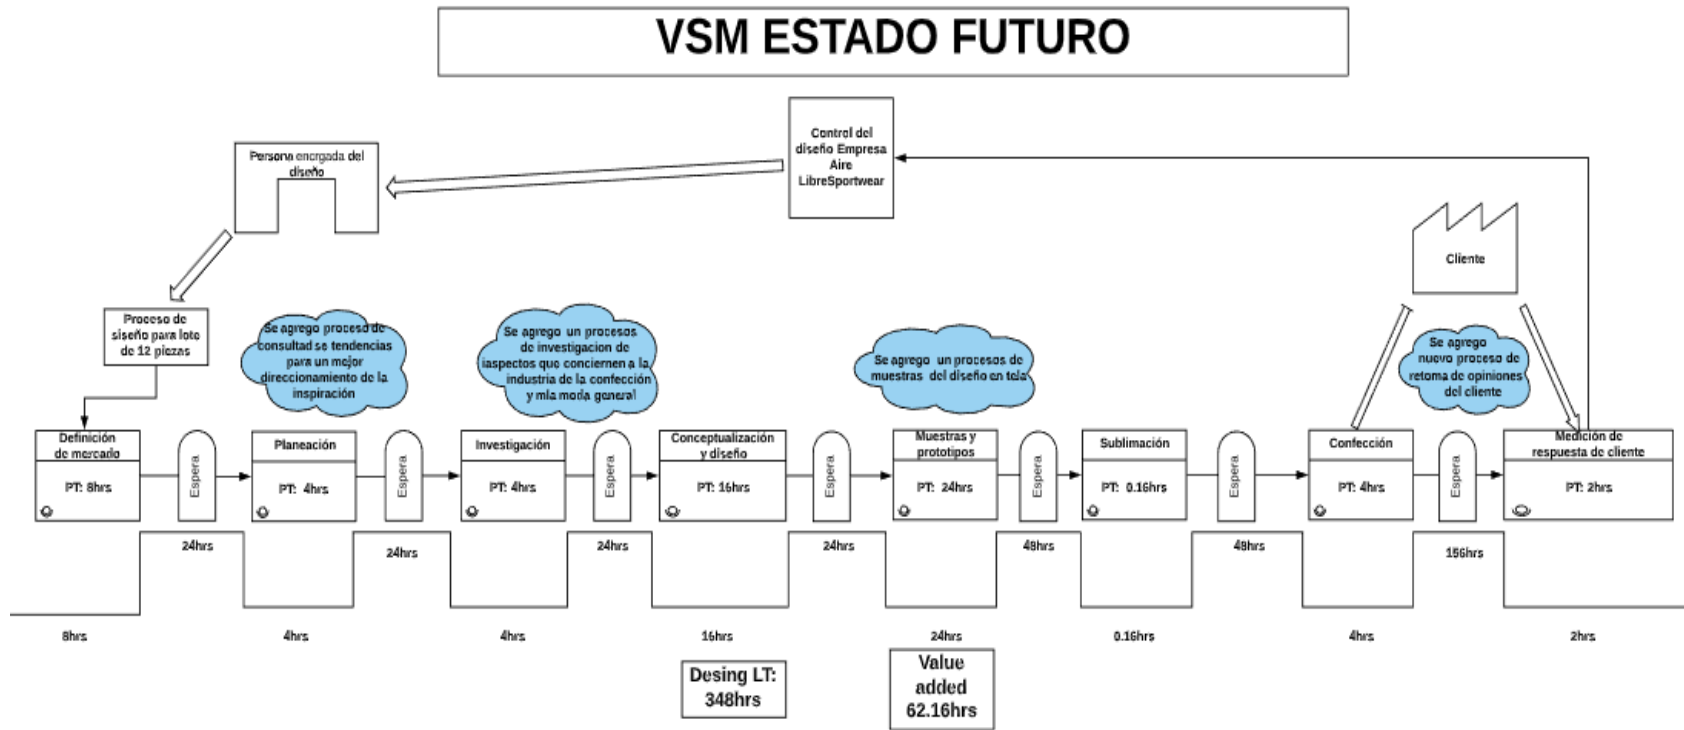 VSM ESTADO FUTURO
Control del
diseño Empresa
Aire
LibreSportwear
Persona encrgada del
diseño
Cliente
Proceso de
siseño para lote
de 12 piezas
Se agrego proceso de
consultad se tendencias
para un mejor
direccionamiento de la
inspiración
Se agrego un procesos
de investigacion de
iaspectos que conciernen a la
industria de la confección
y mla moda general
Se agrego un procesos de
muestras del diseño en tela
Se agrego
nuevo proceso de
retoma de opiniones
del cliente
Definición
de mercado
PT: 8hrs
Espera
Planeación
PT: 4hrs
Espera
Investigación
PT: 4hrs
Espera
Conceptualización
y diseño
PT: 16hrs
Espera
Muestras y
prototipos
PT: 24hrs
Espera
Sublimación
PT: 0.16hrs
Espera
Confección
PT: 4hrs
Espera
Medición de
respuesta de cliente
PT: 2hrs
24hrs
24hrs
24hrs
24hrs
48hrs
48hrs
156hrs
8hrs
4hrs
4hrs
16hrs
24hrs
0.16hrs
4hrs
2hrs
Desing LT:
348hrs
Value
added
62.16hrs